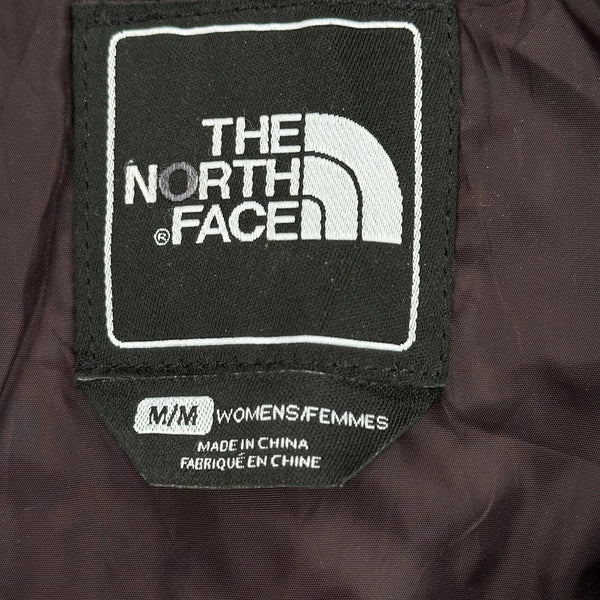 THE
NORTH
® FACE
M/M WOMENS/FEMMES
MADE IN CHINA
FABRIQUÉ EN CHINE